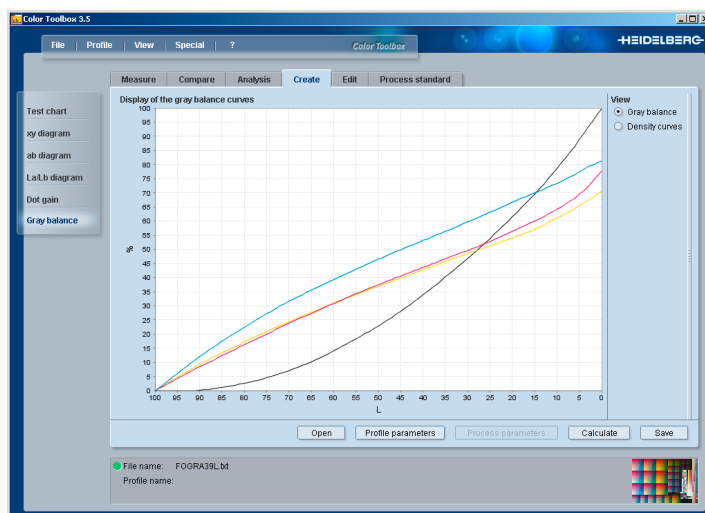 Color Toolbox 3.5
File Profile View Special ? Color Toolbox HEIDELBERG
Measure Compare Analysis Create Edit Process standard
Test chart
xy diagram
ab diagram
La/Lb diagram
Dot gain
Gray balance
Display of the gray balance curves
100
95
90
85
80
75
70
65
60
55
50
45
40
35
30
25
20
15
10
5
0
%
100 95 90 85 80 75 70 65 60 55 50 45 40 35 30 25 20 15 10 5 0
L
View
Gray balance
Density curves
Open Profile parameters Process parameters Calculate Save
File name: FOGRA39L.txt
Profile name: